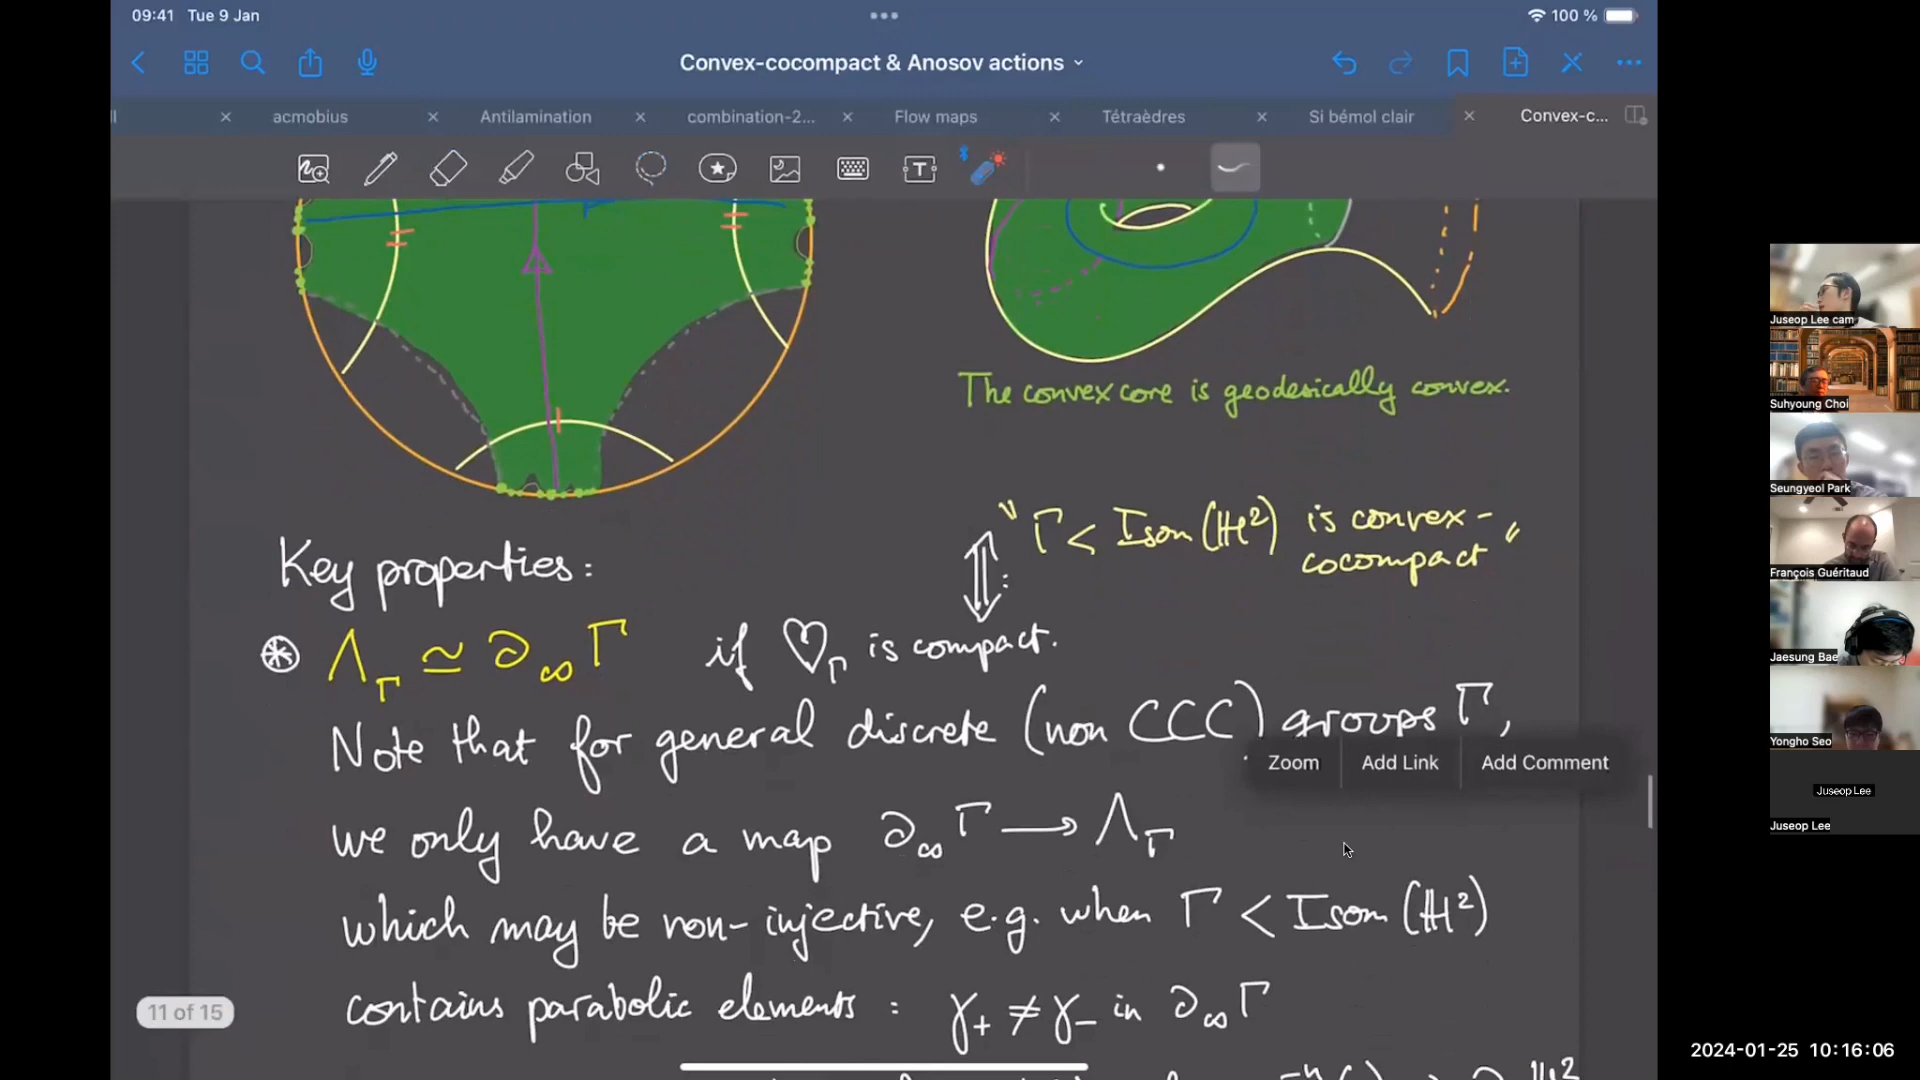 09:41 Tue 9 Jan
100 %
Convex-cocompact & Anosov actions
acmobius
Antilamination
combination-2...
Flow maps
Tétraèdres
Si bémol clair
Convex-c...
The convex core is geodesically convex.
" Γ < Isom (ℍ²) is convex-
cocompact "
Key properties:
⊛ Λ_Γ ≃ ∂_∞ Γ if ♡_Γ is compact.
Note that for general discrete (non CCC) groups Γ,
Zoom
Add Link
Add Comment
we only have a map ∂_∞ Γ → Λ_Γ
which may be non-injective, e.g. when Γ < Isom (ℍ²)
contains parabolic elements : γ₊ ≠ γ₋ in ∂_∞ Γ
11 of 15
Juseop Lee cam
Suhyoung Choi
Seungyeol Park
François Guéritaud
Jaesung Bae
Yongho Seo
Juseop Lee
Juseop Lee
2024-01-25 10:16:06